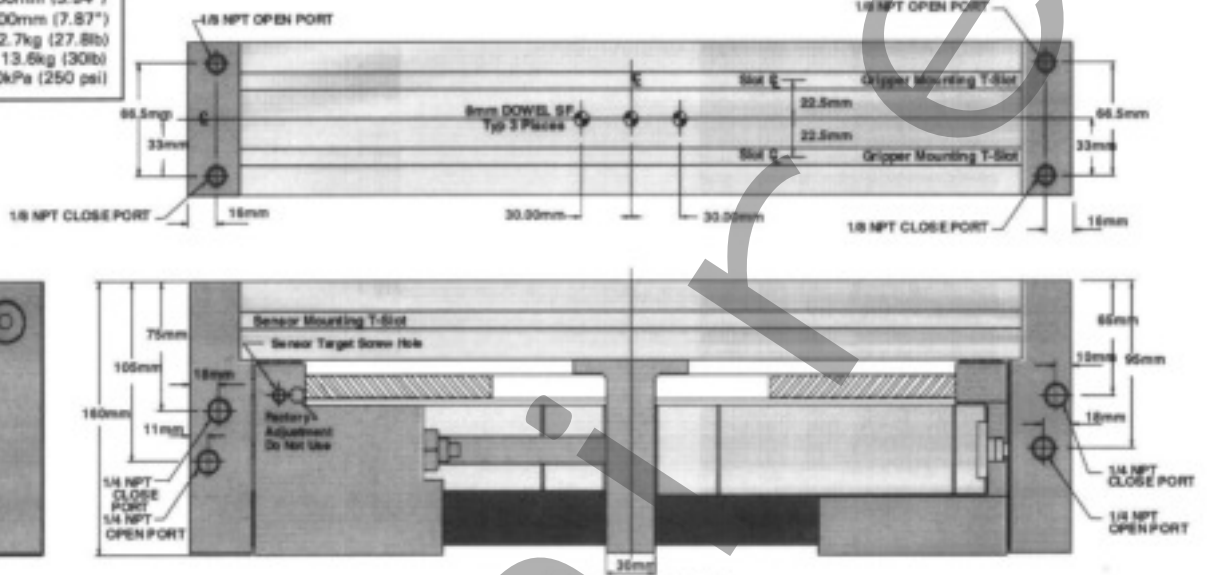 00mm (7.87")
2.7kg (27.8lb)
13.6kg (30lb)
0kPa (250 psi)
1/8 NPT OPEN PORT
1/8 NPT OPEN PORT
Slot ℄
Gripper Mounting T-Slot
66.5mm
℄
8mm DOWEL SF
Typ 3 Places
22.5mm
22.5mm
66.5mm
33mm
33mm
Slot ℄
Gripper Mounting T-Slot
1/8 NPT CLOSE PORT
16mm
30.00mm
30.00mm
1/8 NPT CLOSE PORT
16mm
Sensor Mounting T-Slot
Sensor Target Screw Hole
75mm
65mm
105mm
18mm
10mm
95mm
160mm
11mm
Factory
Adjustment
Do Not Use
18mm
1/4 NPT
CLOSE
PORT
1/4 NPT
OPEN PORT
1/4 NPT
CLOSE PORT
1/4 NPT
OPEN PORT
30mm